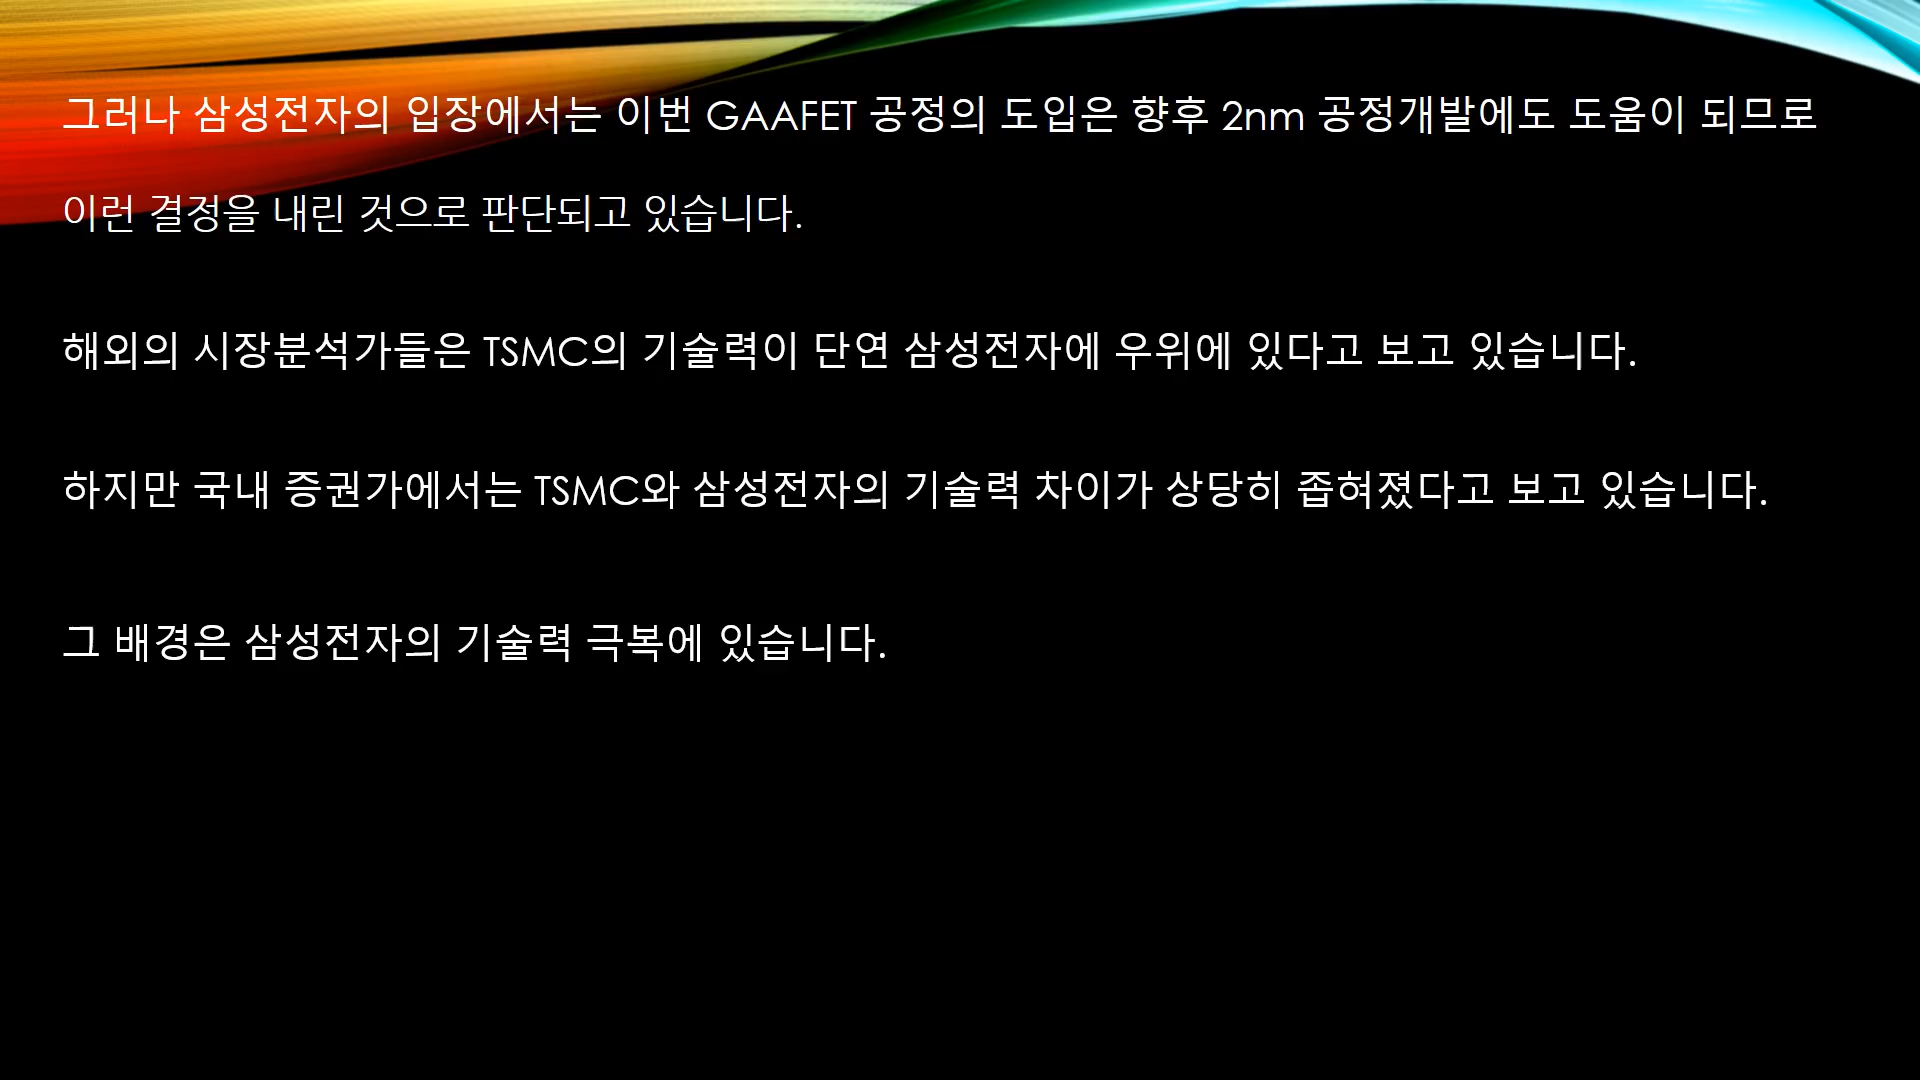 그러나 삼성전자의 입장에서는 이번 GAAFET 공정의 도입은 향후 2nm 공정개발에도 도움이 되므로
이런 결정을 내린 것으로 판단되고 있습니다.
해외의 시장분석가들은 TSMC의 기술력이 단연 삼성전자에 우위에 있다고 보고 있습니다.
하지만 국내 증권가에서는 TSMC와 삼성전자의 기술력 차이가 상당히 좁혀졌다고 보고 있습니다.
그 배경은 삼성전자의 기술력 극복에 있습니다.